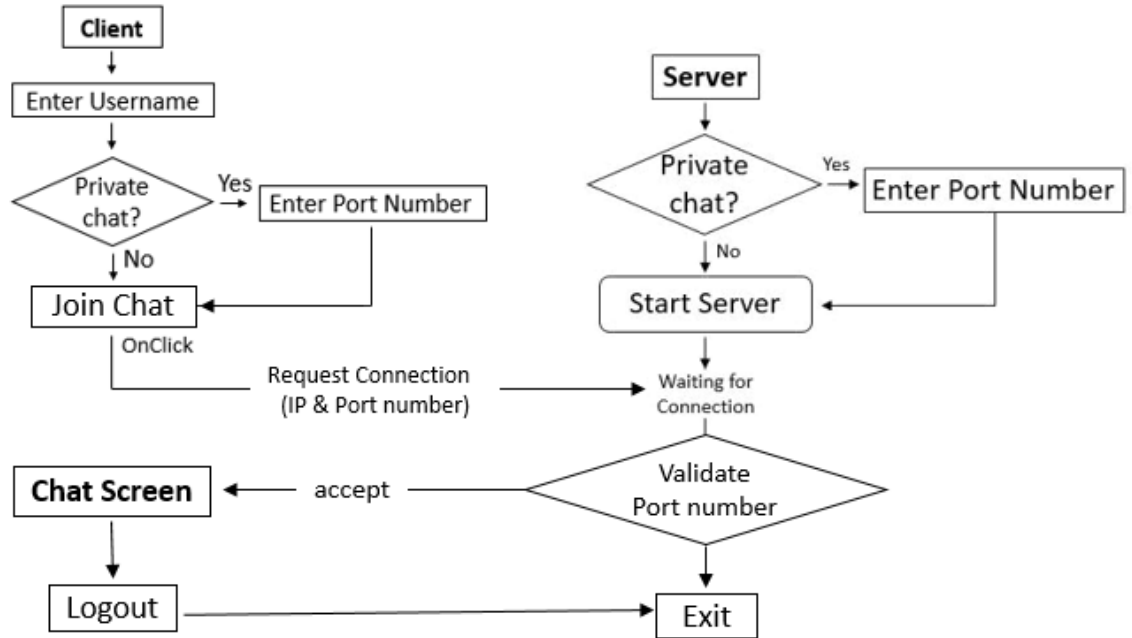 Client
Enter Username
Private
chat?
Yes
Enter Port Number
No
Join Chat
OnClick
Server
Private
chat?
Yes
Enter Port Number
No
Start Server
Request Connection
(IP & Port number)
Waiting for
Connection
Validate
Port number
accept
Chat Screen
Logout
Exit